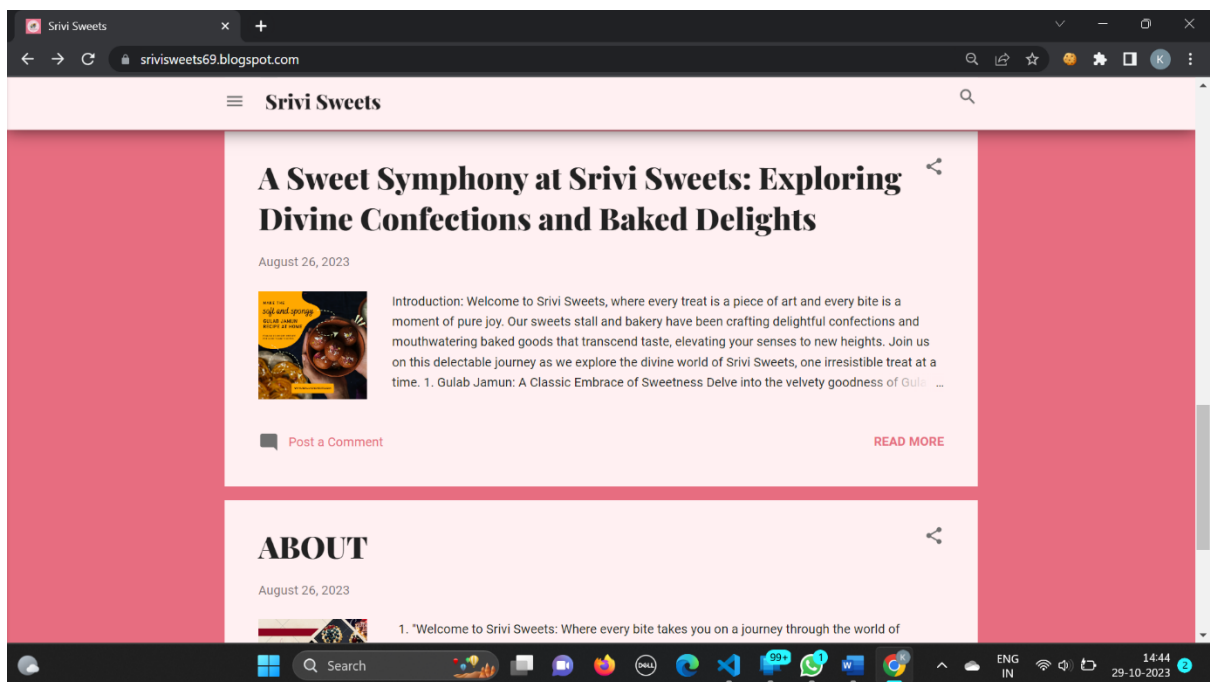 Srivi Sweets
srivisweets69.blogspot.com
K
Srivi Sweets
A Sweet Symphony at Srivi Sweets: Exploring
Divine Confections and Baked Delights
August 26, 2023
MAKE THE
soft and spongy
GULAB JAMUN
RECIPE AT HOME
Introduction: Welcome to Srivi Sweets, where every treat is a piece of art and every bite is a
moment of pure joy. Our sweets stall and bakery have been crafting delightful confections and
mouthwatering baked goods that transcend taste, elevating your senses to new heights. Join us
on this delectable journey as we explore the divine world of Srivi Sweets, one irresistible treat at a
time. 1. Gulab Jamun: A Classic Embrace of Sweetness Delve into the velvety goodness of Gula ...
Post a Comment
READ MORE
ABOUT
August 26, 2023
1. "Welcome to Srivi Sweets: Where every bite takes you on a journey through the world of
Search
DELL
99+
1
K
ENG
IN
14:44
29-10-2023
2